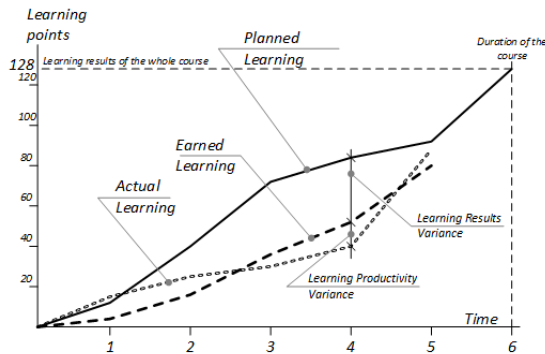 Learning
points
Planned
Learning
Duration of the
course
128
Learning results of the whole course
120
100
Earned
Learning
80
Actual
Learning
60
Learning Results
Variance
40
Learning Productivity
Variance
20
Time
1 2 3 4 5 6